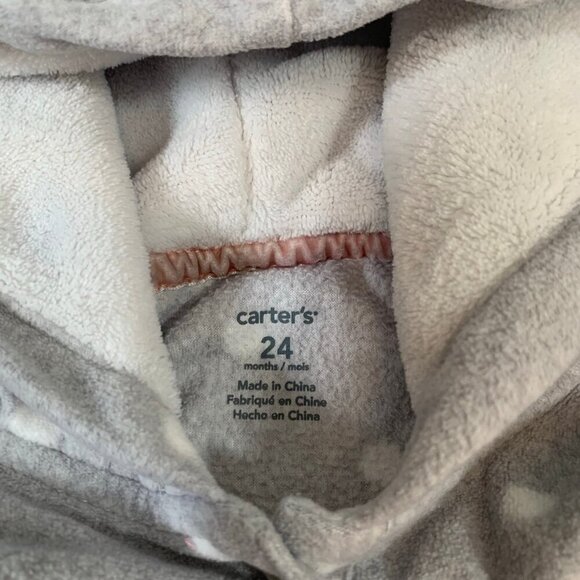 carter's
24
months / mois
Made in China
Fabriqué en Chine
Hecho en China